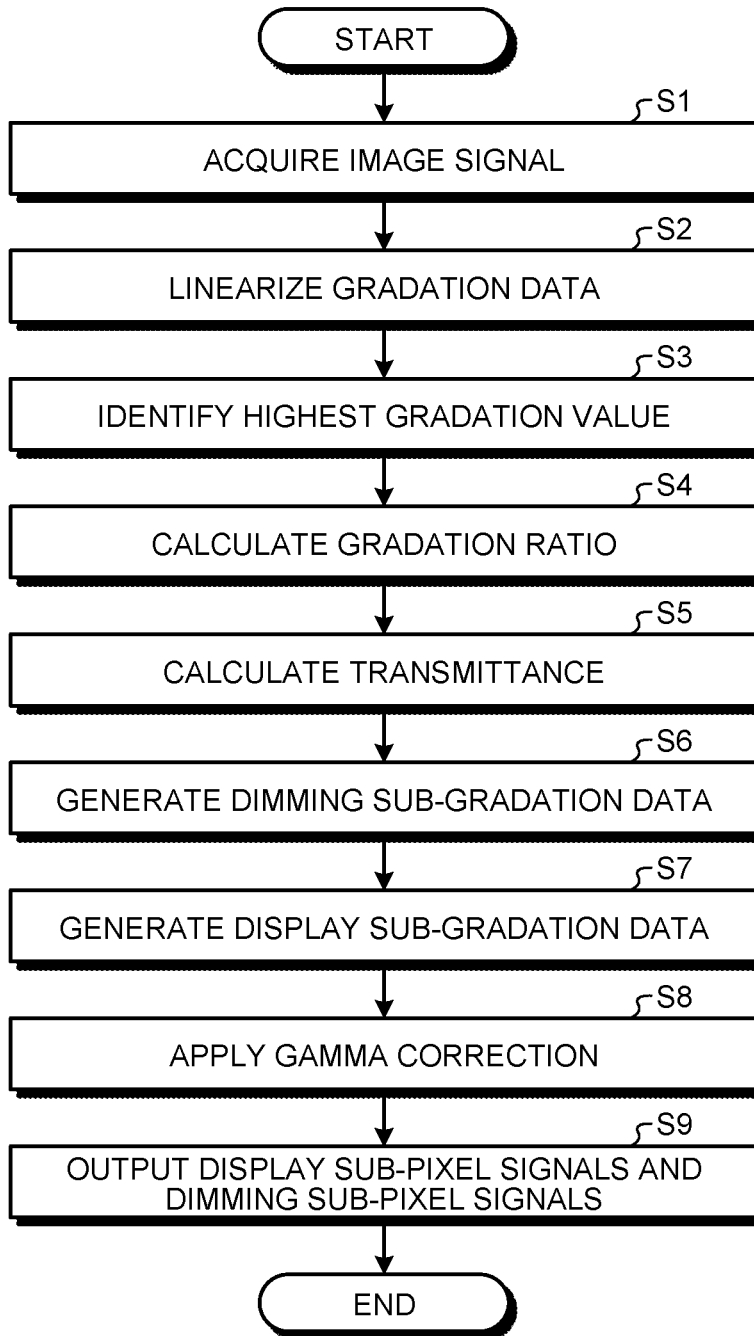 START
S1
ACQUIRE IMAGE SIGNAL
S2
LINEARIZE GRADATION DATA
S3
IDENTIFY HIGHEST GRADATION VALUE
S4
CALCULATE GRADATION RATIO
S5
CALCULATE TRANSMITTANCE
S6
GENERATE DIMMING SUB-GRADATION DATA
S7
GENERATE DISPLAY SUB-GRADATION DATA
S8
APPLY GAMMA CORRECTION
S9
OUTPUT DISPLAY SUB-PIXEL SIGNALS AND
DIMMING SUB-PIXEL SIGNALS
END